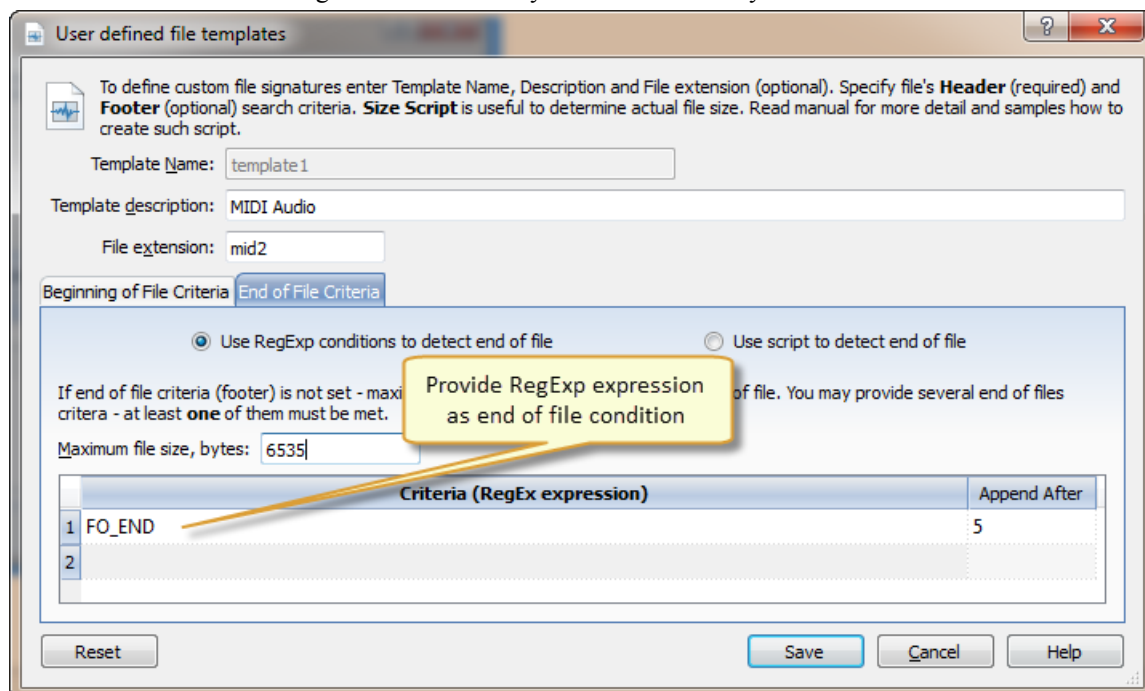 User defined file templates
To define custom file signatures enter Template Name, Description and File extension (optional). Specify file's Header (required) and
Footer (optional) search criteria. Size Script is useful to determine actual file size. Read manual for more detail and samples how to
create such script.
Template Name: template1
Template description: MIDI Audio
File extension: mid2
Beginning of File Criteria End of File Criteria
Use RegExp conditions to detect end of file Use script to detect end of file
If end of file criteria (footer) is not set - maxi of file. You may provide several end of files
critera - at least one of them must be met.
Provide RegExp expression
as end of file condition
Maximum file size, bytes: 6535
Criteria (RegEx expression) Append After
1 FO_END 5
2
Reset Save Cancel Help